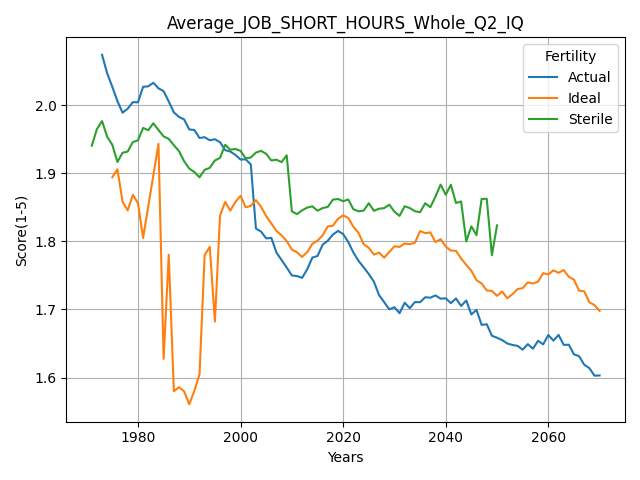 Average_JOB_SHORT_HOURS_Whole_Q2_IQ
Fertility
Actual
Ideal
Sterile
Score(1-5)
2.0
1.9
1.8
1.7
1.6
1980
2000
2020
2040
2060
Years